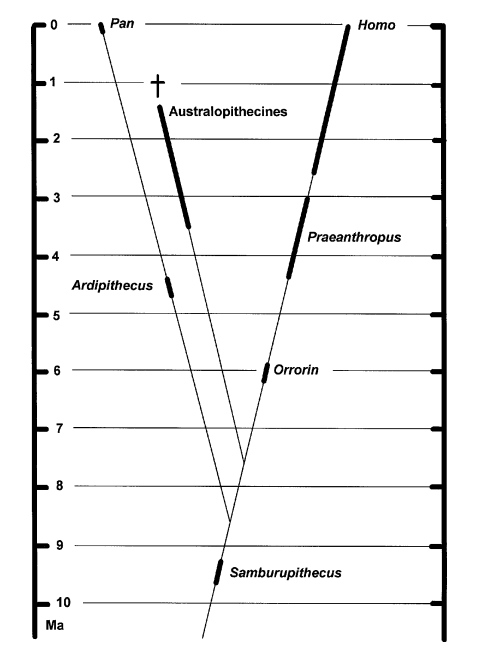 0 Pan Homo
1
Australopithecines
2
3
Praeanthropus
4
Ardipithecus
5
6 Orrorin
7
8
9
Samburupithecus
10
Ma